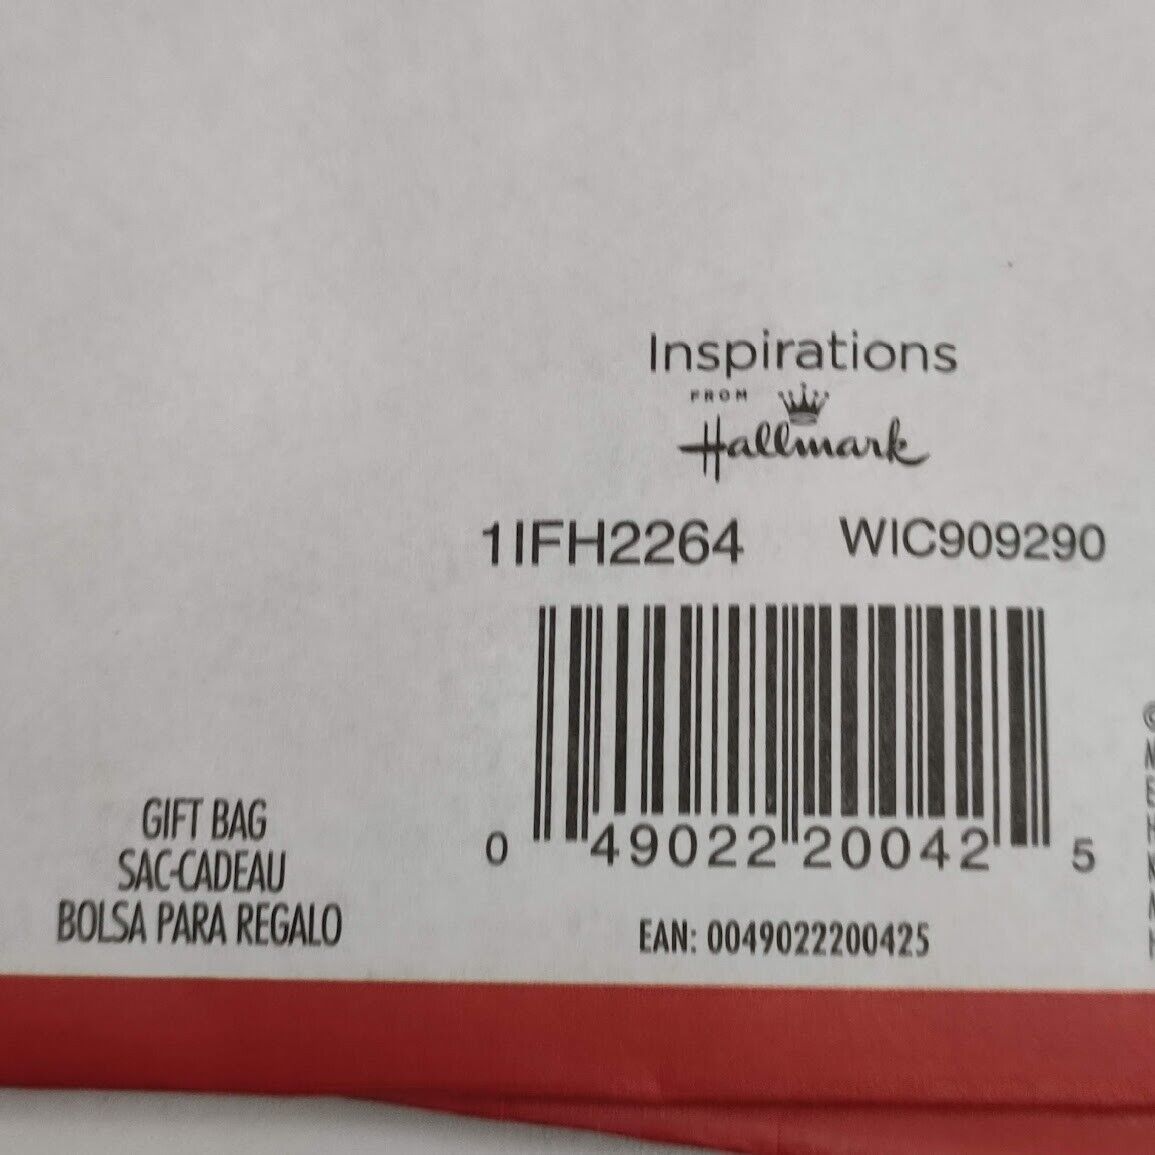 Inspirations
FROM
Hallmark
1IFH2264 WIC909290
0 49022 20042 5
EAN: 0049022200425
GIFT BAG
SAC-CADEAU
BOLSA PARA REGALO